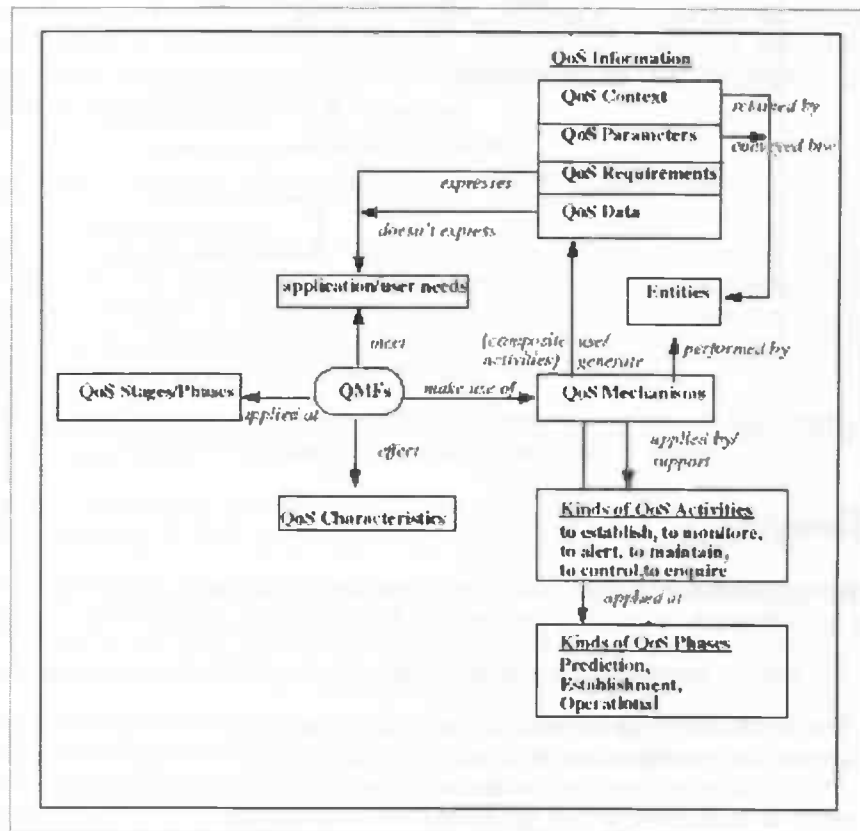 QoS Information
QoS Context
retained by
QoS Parameters
conveyed btw
expresses
QoS Requirements
QoS Data
doesn't express
application/user needs
Entities
meet
(composite
activities)
use/
generate
performed by
QoS Stages/Phases
applied at
QMFs
make use of
QoS Mechanisms
effect
applied by/
support
QoS Characteristics
Kinds of QoS Activities
to establish, to monitore,
to alert, to maintain,
to control,to enquire
applied at
Kinds of QoS Phases
Prediction,
Establishment,
Operational